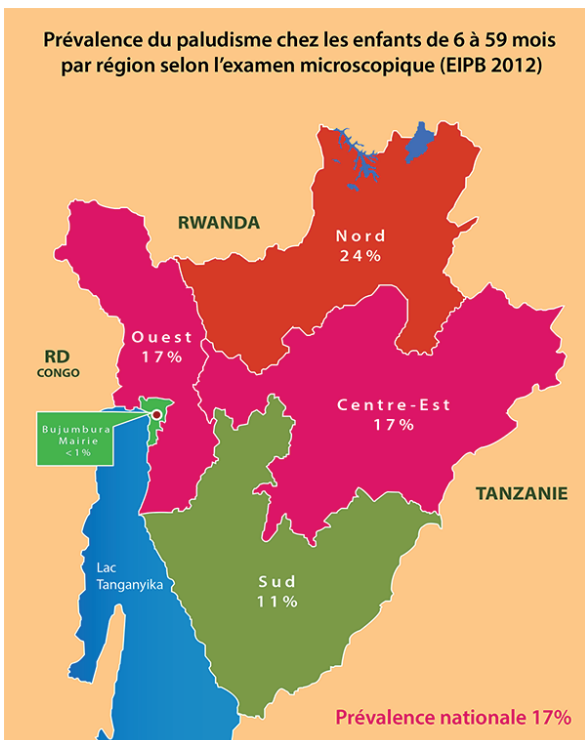 Prévalence du paludisme chez les enfants de 6 à 59 mois
par région selon l’examen microscopique (EIPB 2012)
RWANDA
Nord
24%
Ouest
17%
RD
CONGO
Centre-Est
17%
Bujumbura
Mairie
<1%
TANZANIE
Lac
Tanganyika
Sud
11%
Prévalence nationale 17%